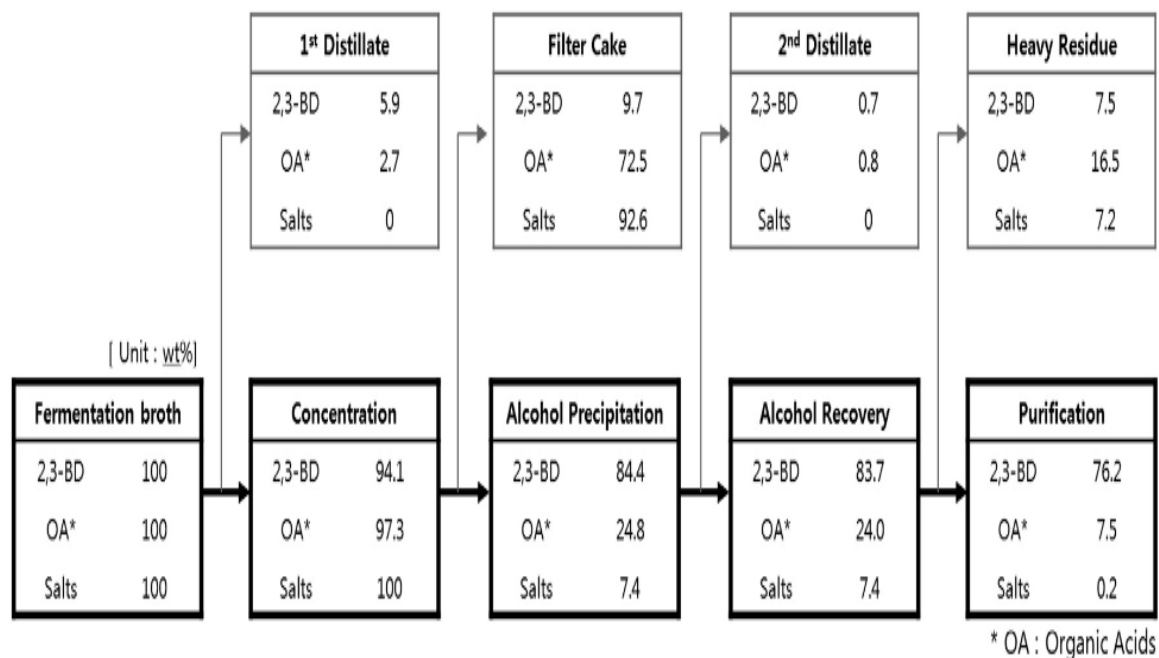 1st Distillate
2,3-BD 5.9
OA* 2.7
Salts 0
Filter Cake
2,3-BD 9.7
OA* 72.5
Salts 92.6
2nd Distillate
2,3-BD 0.7
OA* 0.8
Salts 0
Heavy Residue
2,3-BD 7.5
OA* 16.5
Salts 7.2
[ Unit : wt%]
Fermentation broth
2,3-BD 100
OA* 100
Salts 100
Concentration
2,3-BD 94.1
OA* 97.3
Salts 100
Alcohol Precipitation
2,3-BD 84.4
OA* 24.8
Salts 7.4
Alcohol Recovery
2,3-BD 83.7
OA* 24.0
Salts 7.4
Purification
2,3-BD 76.2
OA* 7.5
Salts 0.2
* OA : Organic Acids